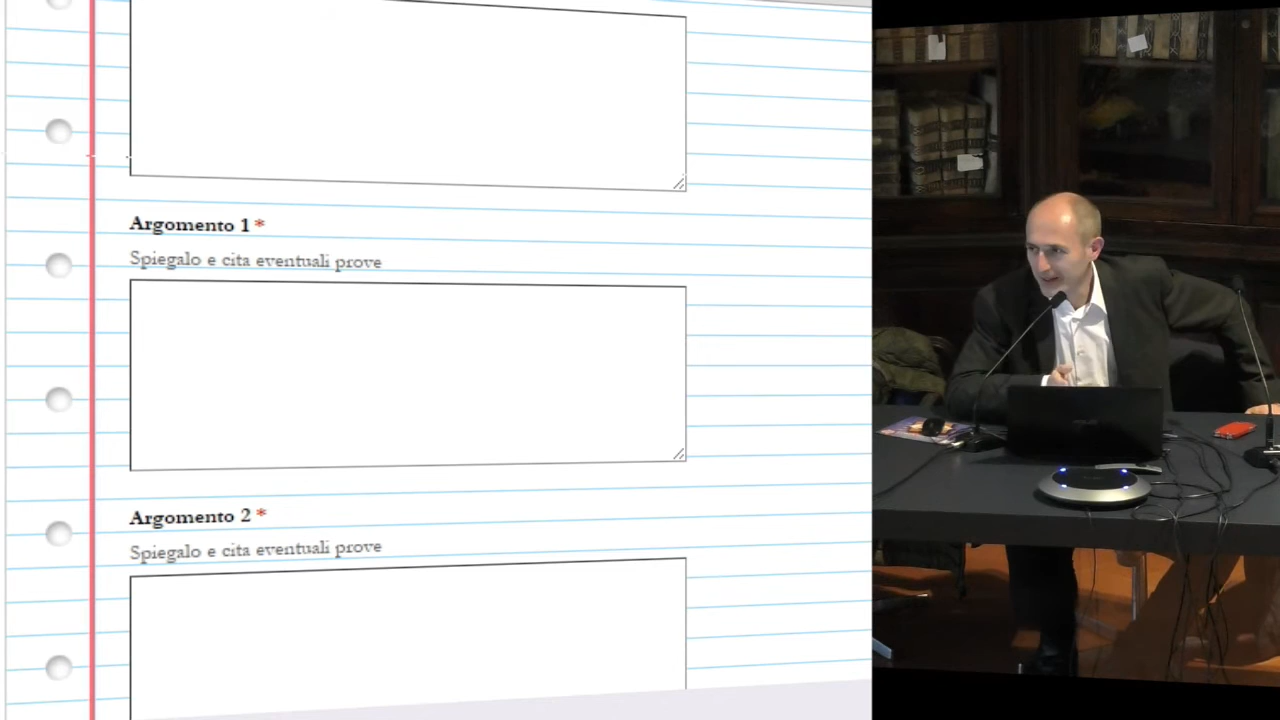 Argomento 1 *
Spiegalo e cita eventuali prove
Argomento 2 *
Spiegalo e cita eventuali prove